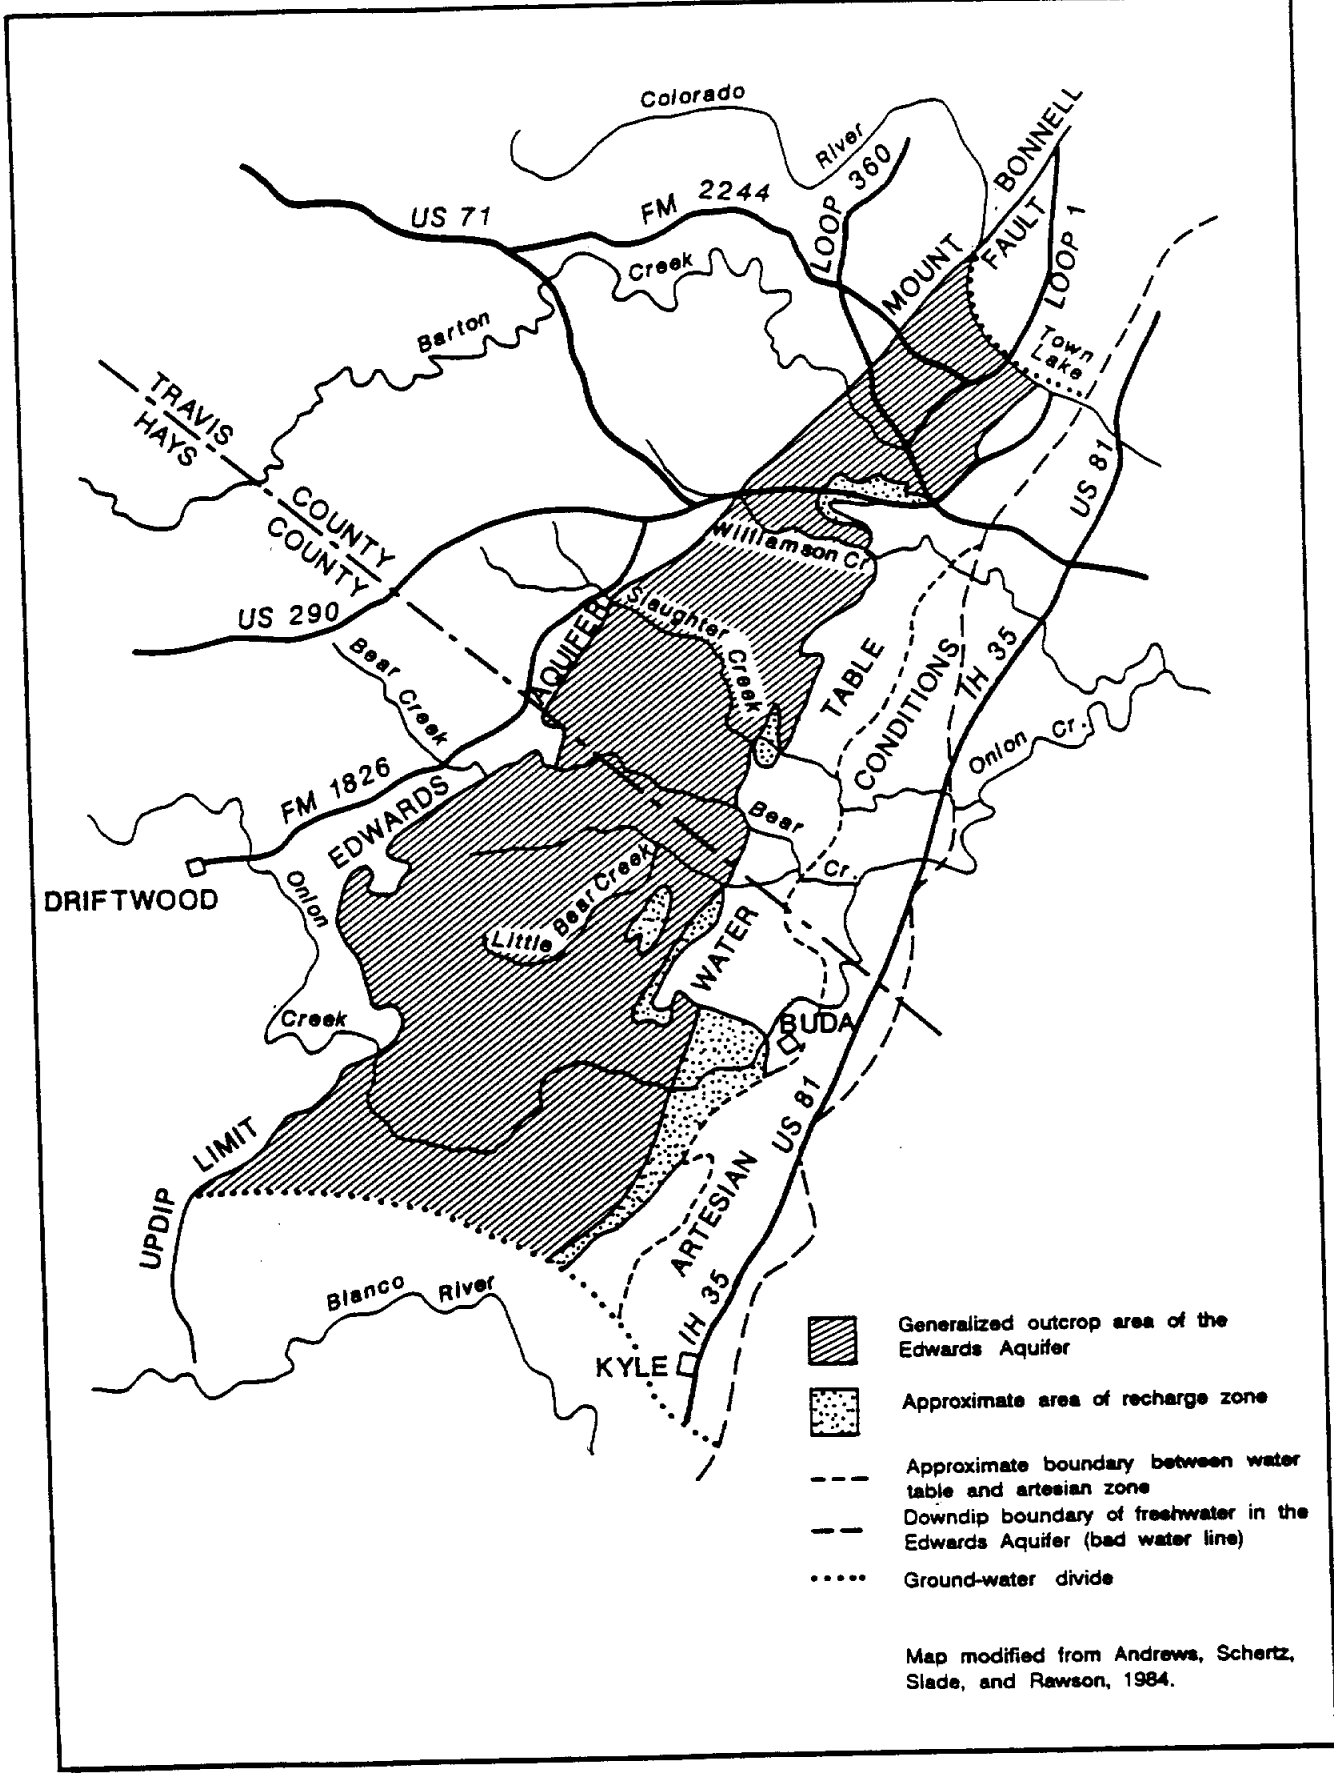 Colorado
River
BONNELL
LOOP 360
FM 2244
US 71
MOUNT
FAULT
LOOP 1
Creek
Barton
Town
Lake
TRAVIS
HAYS
US 81
COUNTY
COUNTY
Williamson Cr
US 290
Slaughter
Creek
AQUIFER
Bear Creek
TABLE
CONDITIONS
IH 35
Onion Cr.
FM 1826
EDWARDS
Bear
Cr.
DRIFTWOOD
Onion
Creek
Little Bear Creek
WATER
BUDA
US 81
LIMIT
UPDIP
ARTESIAN
IH 35
Blanco River
KYLE
Generalized outcrop area of the
Edwards Aquifer
Approximate area of recharge zone
Approximate boundary between water
table and artesian zone
Downdip boundary of freshwater in the
Edwards Aquifer (bad water line)
Ground-water divide
Map modified from Andrews, Schertz,
Slade, and Rawson, 1984.